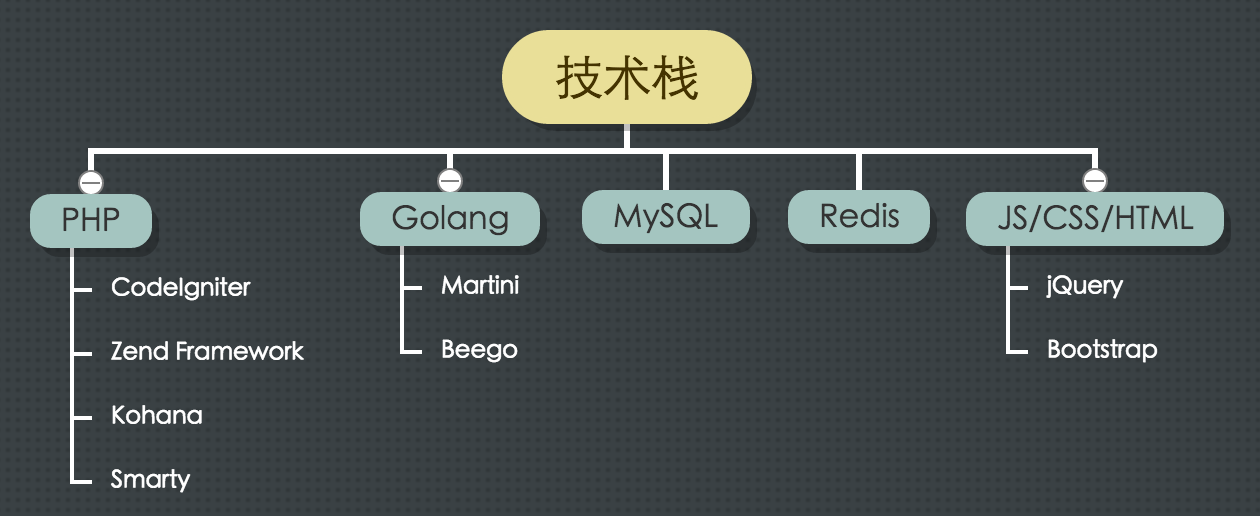 技术栈
PHP
Golang
MySQL
Redis
JS/CSS/HTML
CodeIgniter
Martini
jQuery
Zend Framework
Beego
Bootstrap
Kohana
Smarty